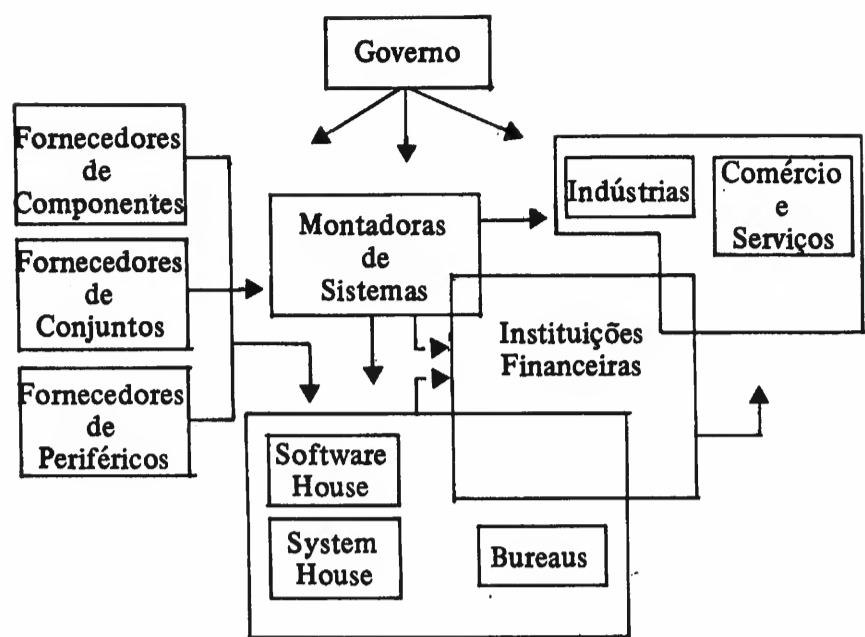 Governo
Fornecedores
de
Componentes
Fornecedores
de
Conjuntos
Fornecedores
de
Periféricos
Montadoras
de
Sistemas
Indústrias
Comércio
e
Serviços
Instituições
Financeiras
Software
House
System
House
Bureaus